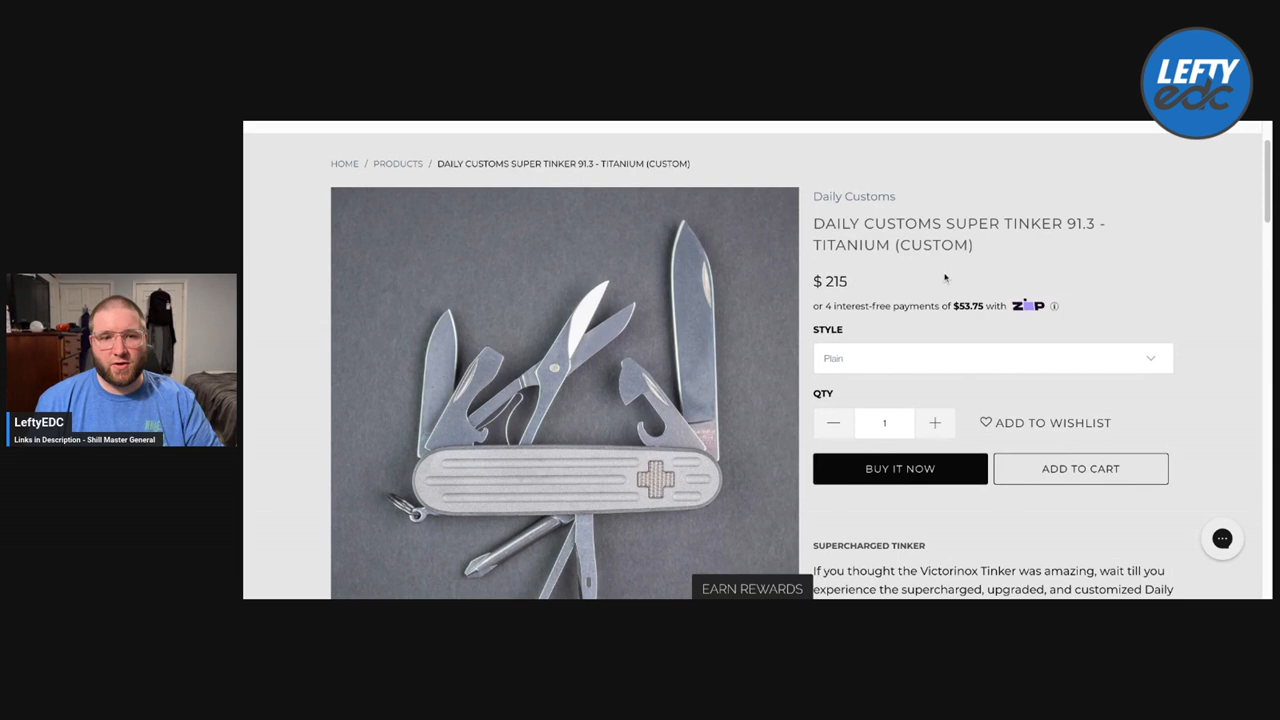 LEFTY
edc
HOME / PRODUCTS / DAILY CUSTOMS SUPER TINKER 91.3 - TITANIUM (CUSTOM)
Daily Customs
DAILY CUSTOMS SUPER TINKER 91.3 -
TITANIUM (CUSTOM)
$ 215
or 4 interest-free payments of $53.75 with ZIP
STYLE
Plain
QTY
1
ADD TO WISHLIST
BUY IT NOW
ADD TO CART
SUPERCHARGED TINKER
If you thought the Victorinox Tinker was amazing, wait till you
experience the supercharged, upgraded, and customized Daily
EARN REWARDS
LeftyEDC
Links in Description - Shill Master General